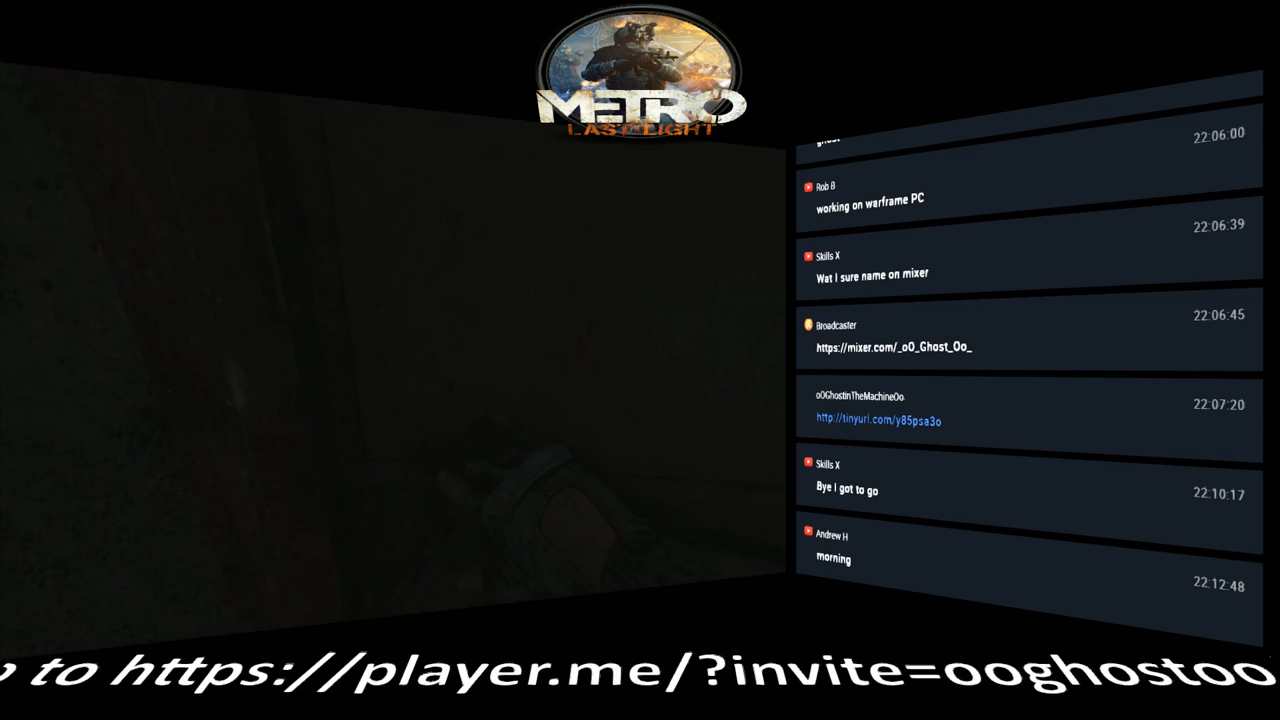 METRO
LAST LIGHT
ghost
22:06:00
Rob B
working on warframe PC
22:06:39
Skills X
Wat I sure name on mixer
22:06:45
Broadcaster
https://mixer.com/_oO_Ghost_Oo_
22:07:20
oOGhostinTheMachineOo
http://tinyurl.com/y85psa3o
22:10:17
Skills X
Bye I got to go
22:12:48
Andrew H
morning
to https://player.me/?invite=ooghostoo